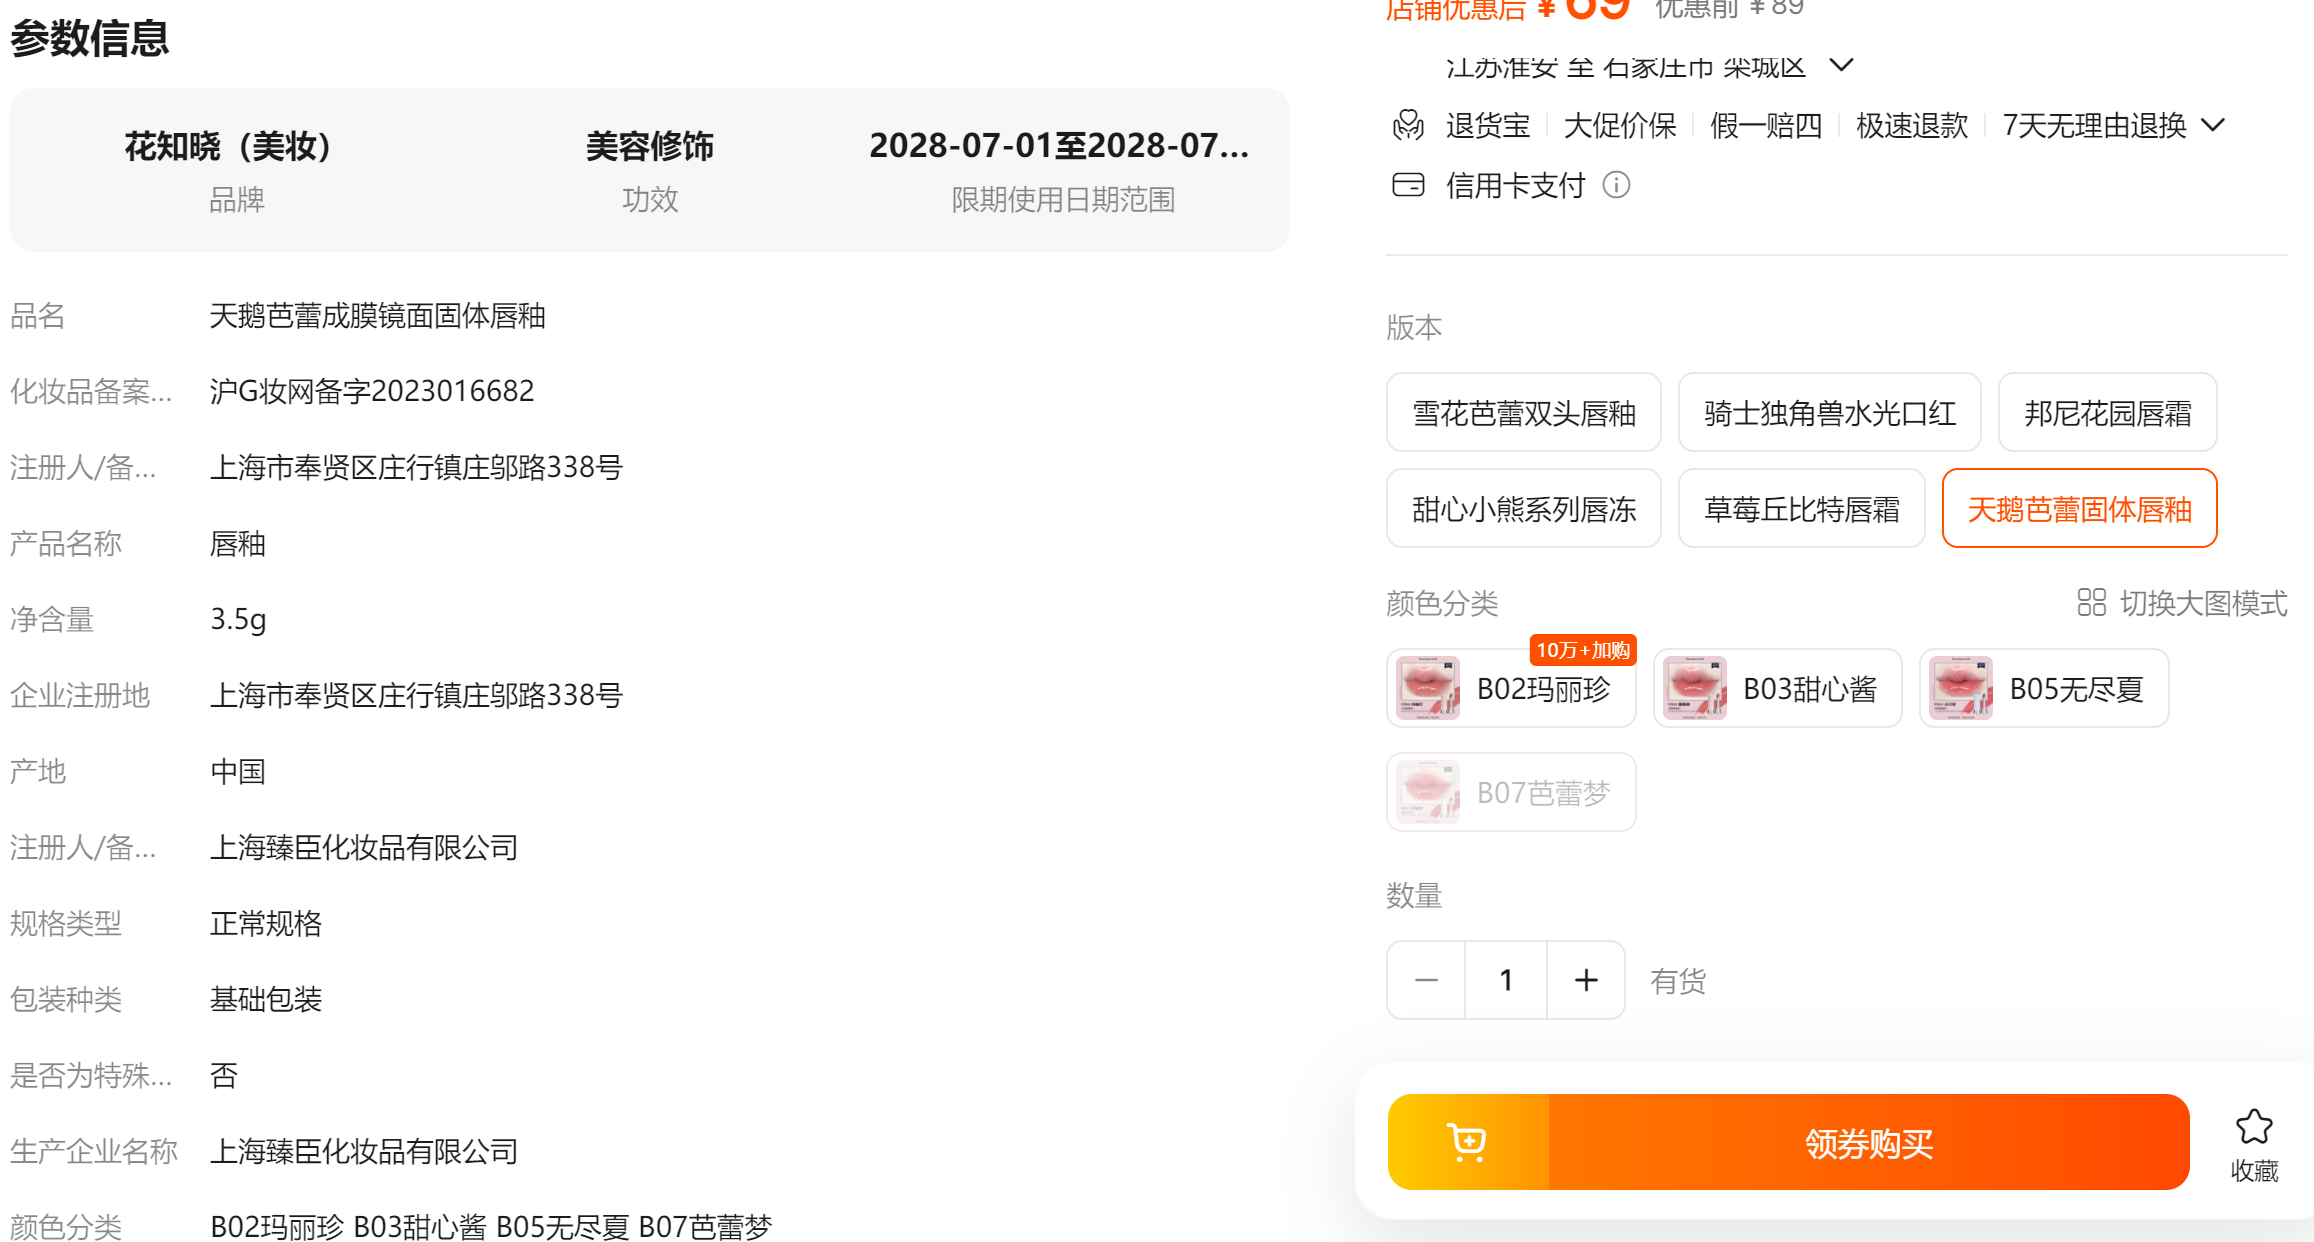 参数信息
花知晓（美妆）
品牌
美容修饰
功效
2028-07-01至2028-07...
限期使用日期范围
品名 天鹅芭蕾成膜镜面固体唇釉
化妆品备案... 沪G妆网备字2023016682
注册人/备... 上海市奉贤区庄行镇庄邬路338号
产品名称 唇釉
净含量 3.5g
企业注册地 上海市奉贤区庄行镇庄邬路338号
产地 中国
注册人/备... 上海臻臣化妆品有限公司
规格类型 正常规格
包装种类 基础包装
是否为特殊... 否
生产企业名称 上海臻臣化妆品有限公司
颜色分类 B02玛丽珍 B03甜心酱 B05无尽夏 B07芭蕾梦
店铺优惠后 ¥69 优惠前 ¥89
江苏淮安 至 石家庄市 栾城区
退货宝 大促价保 假一赔四 极速退款 7天无理由退换
信用卡支付
版本
雪花芭蕾双头唇釉 骑士独角兽水光口红 邦尼花园唇霜
甜心小熊系列唇冻 草莓丘比特唇霜 天鹅芭蕾固体唇釉
颜色分类 切换大图模式
10万+加购
B02玛丽珍 B03甜心酱 B05无尽夏
B07芭蕾梦
数量
1 有货
领券购买
收藏